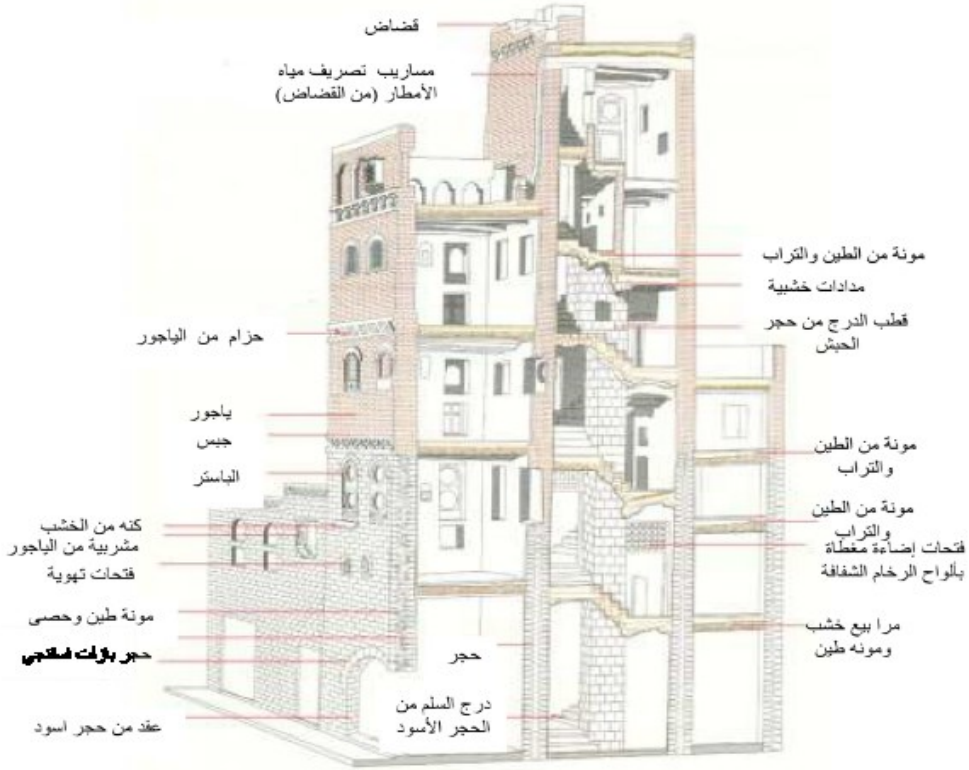 قضاض
مساريب تصريف مياه
الأمطار (من القضاض)
مونة من الطين والتراب
مدادات خشبية
قطب الدرج من حجر
الحبش
حزام من الياجور
ياجور
جبس
الباستر
مونة من الطين
والتراب
مونة من الطين
والتراب
فتحات إضاءة مغطاة
بألواح الرخام الشفافة
كنه من الخشب
مشربية من الياجور
فتحات تهوية
مونة طين وحصى
حجر
مرا بيع خشب
ومونه طين
حجر بازلت
درج السلم من
الحجر الأسود
عقد من حجر اسود